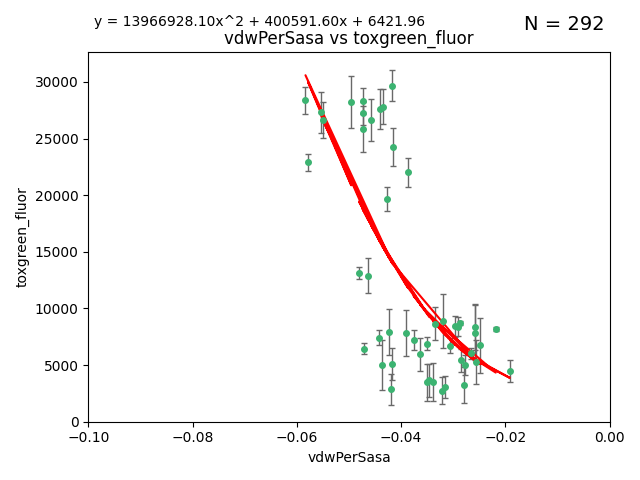 y = 13966928.10x^2 + 400591.60x + 6421.96
N = 292
vdwPerSasa vs toxgreen_fluor
30000
25000
20000
15000
10000
5000
0
toxgreen_fluor
−0.10
−0.08
−0.06
−0.04
−0.02
0.00
vdwPerSasa